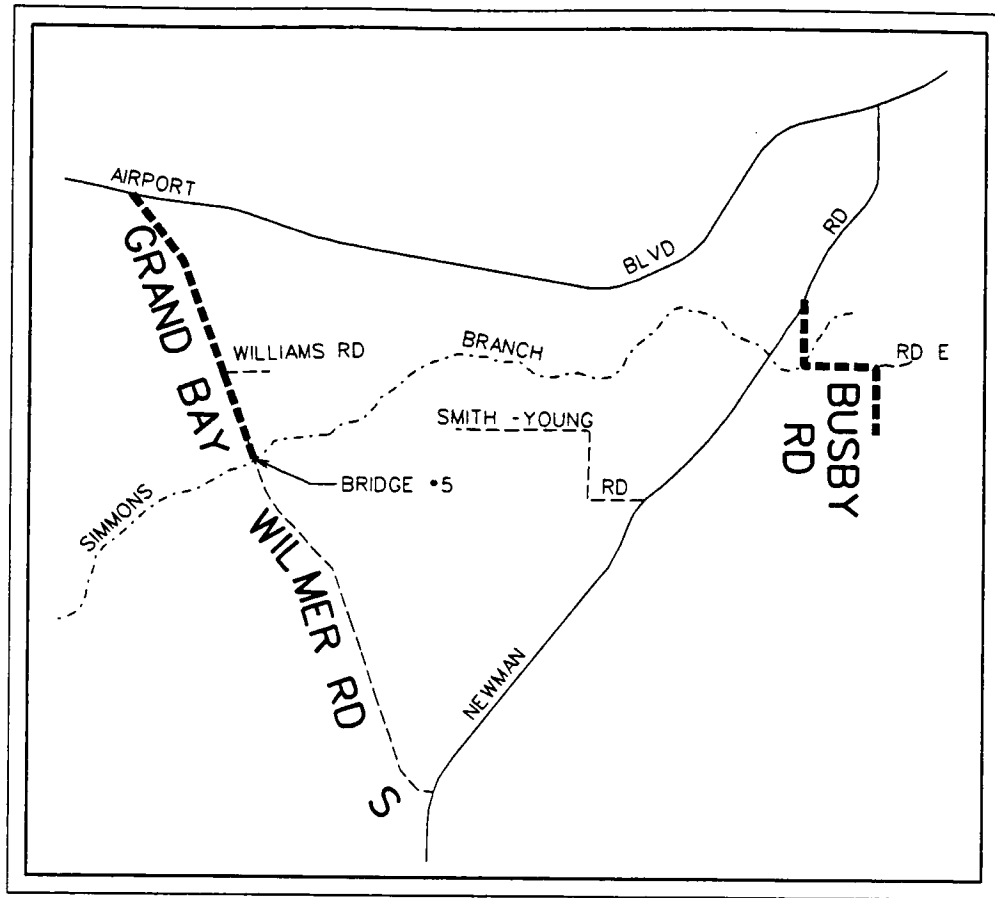 AIRPORT
BLVD
RD
GRAND BAY
WILLIAMS RD
BRANCH
RD E
BUSBY
RD
SMITH - YOUNG
RD
BRIDGE •5
SIMMONS
WILMER RD
S
NEWMAN